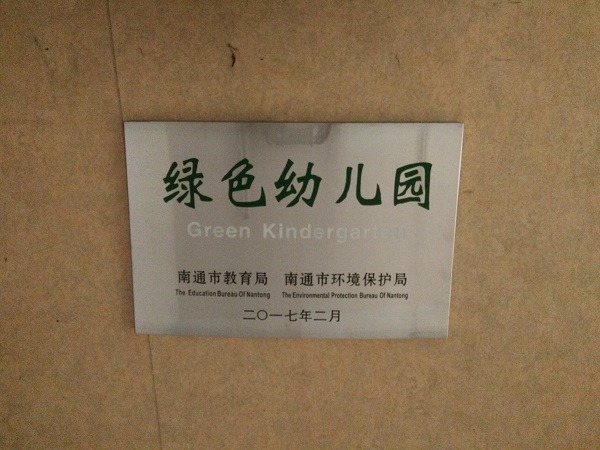 绿色幼儿园
Green Kindergarten
南通市教育局 南通市环境保护局
The Education Bureau Of Nantong The Environmental Protection Bureau Of Nantong
二〇一七年二月